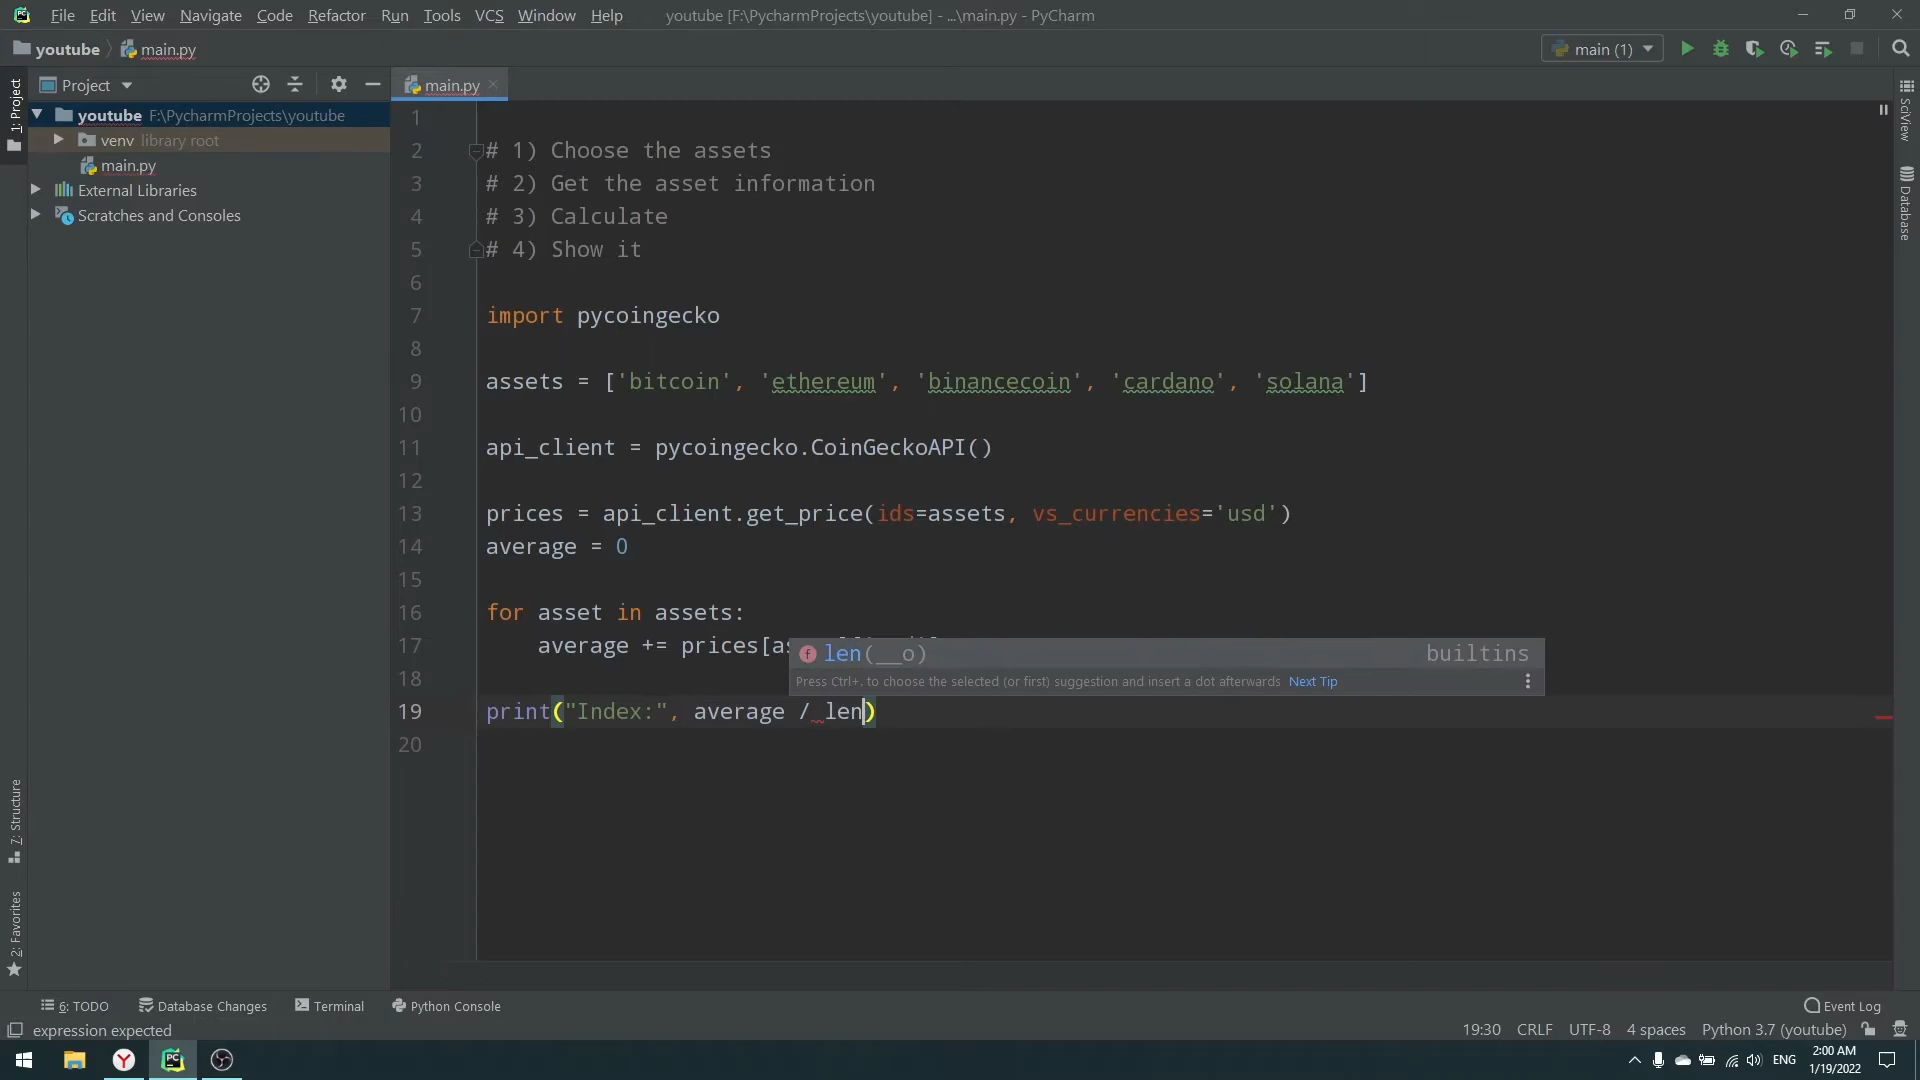 File Edit View Navigate Code Refactor Run Tools VCS Window Help youtube [F:\PycharmProjects\youtube] - ...\main.py - PyCharm
youtube main.py main (1)
Project
main.py
1: Project
youtube F:\PycharmProjects\youtube
venv library root
main.py
External Libraries
Scratches and Consoles
SciView
Database
1
2 # 1) Choose the assets
3 # 2) Get the asset information
4 # 3) Calculate
5 # 4) Show it
6
7 import pycoingecko
8
9 assets = ['bitcoin', 'ethereum', 'binancecoin', 'cardano', 'solana']
10
11 api_client = pycoingecko.CoinGeckoAPI()
12
13 prices = api_client.get_price(ids=assets, vs_currencies='usd')
14 average = 0
15
16 for asset in assets:
17 average += prices[as
len(__o) builtins
18
Press Ctrl+. to choose the selected (or first) suggestion and insert a dot afterwards Next Tip
19 print("Index:", average / len)
20
7: Structure
2: Favorites
6: TODO Database Changes Terminal Python Console Event Log
expression expected 19:30 CRLF UTF-8 4 spaces Python 3.7 (youtube)
ENG 2:00 AM
1/19/2022